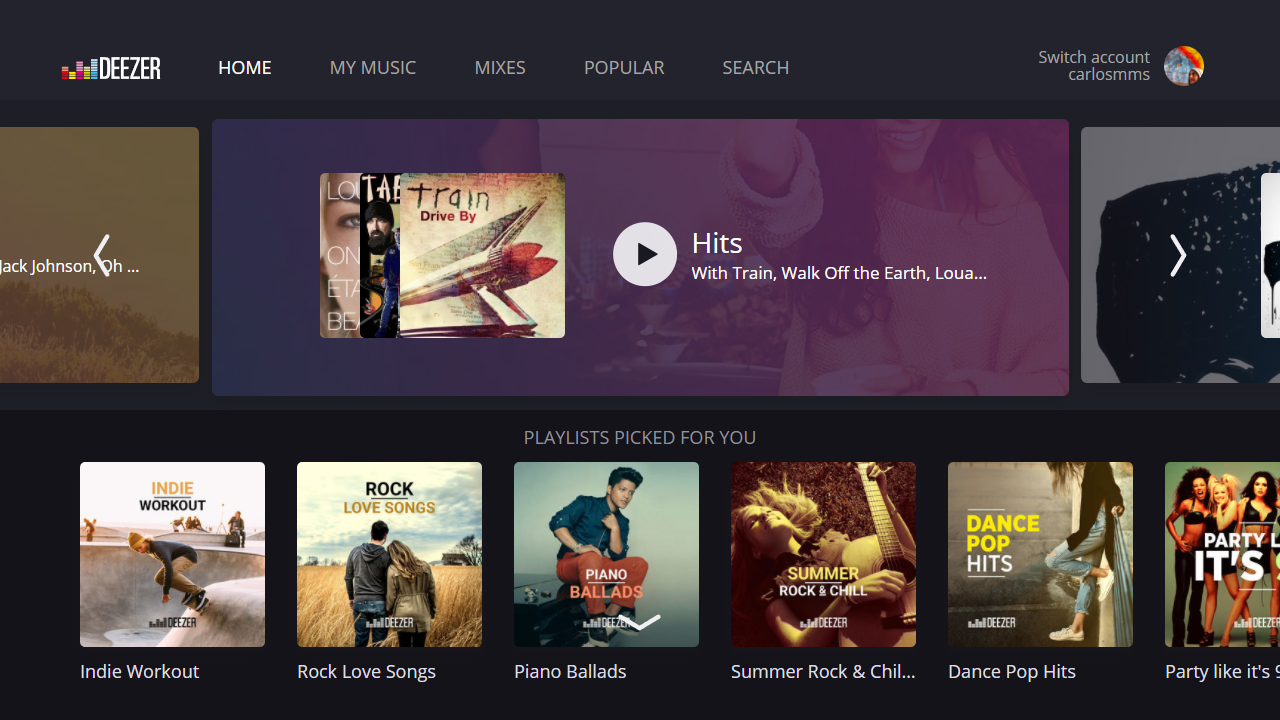 DEEZER
HOME
MY MUSIC
MIXES
POPULAR
SEARCH
Switch account
carlosmms
Jack Johnson, Oh ...
LOU
ON
ÉTA
BEA
TAB
Train
Drive By
Hits
With Train, Walk Off the Earth, Loua...
PLAYLISTS PICKED FOR YOU
INDIE
WORKOUT
DEEZER
ROCK
LOVE SONGS
DEEZER
PIANO
BALLADS
DEEZER
SUMMER
ROCK & CHILL
DEEZER
DANCE
POP
HITS
DEEZER
PARTY L
IT'S
DEEZER
Indie Workout
Rock Love Songs
Piano Ballads
Summer Rock & Chil...
Dance Pop Hits
Party like it's 9